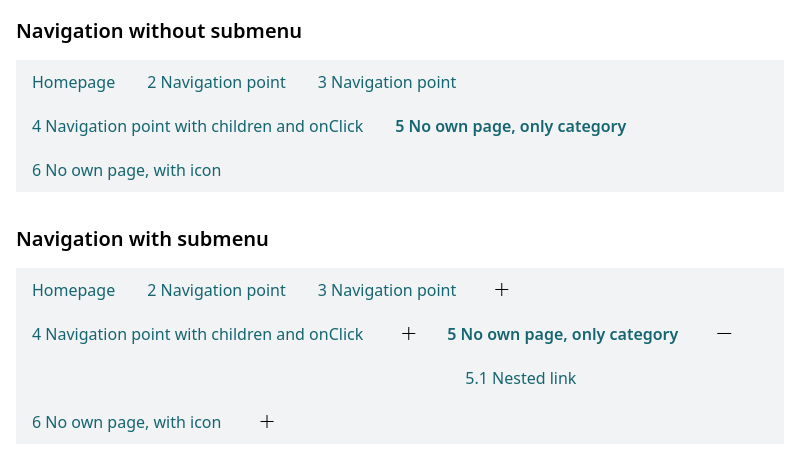 Navigation without submenu
Homepage 2 Navigation point 3 Navigation point
4 Navigation point with children and onClick 5 No own page, only category
6 No own page, with icon
Navigation with submenu
Homepage 2 Navigation point 3 Navigation point +
4 Navigation point with children and onClick + 5 No own page, only category −
5.1 Nested link
6 No own page, with icon +